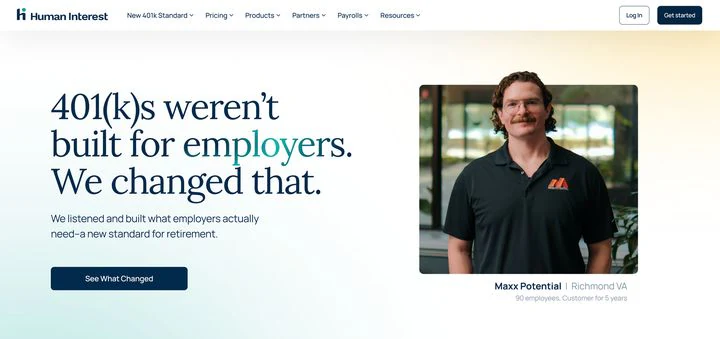 Human Interest
New 401k Standard
Pricing
Products
Partners
Payrolls
Resources
Log In
Get started
401(k)s weren't
built for employers.
We changed that.
We listened and built what employers actually
need–a new standard for retirement.
See What Changed
Maxx Potential | Richmond VA
90 employees, Customer for 5 years